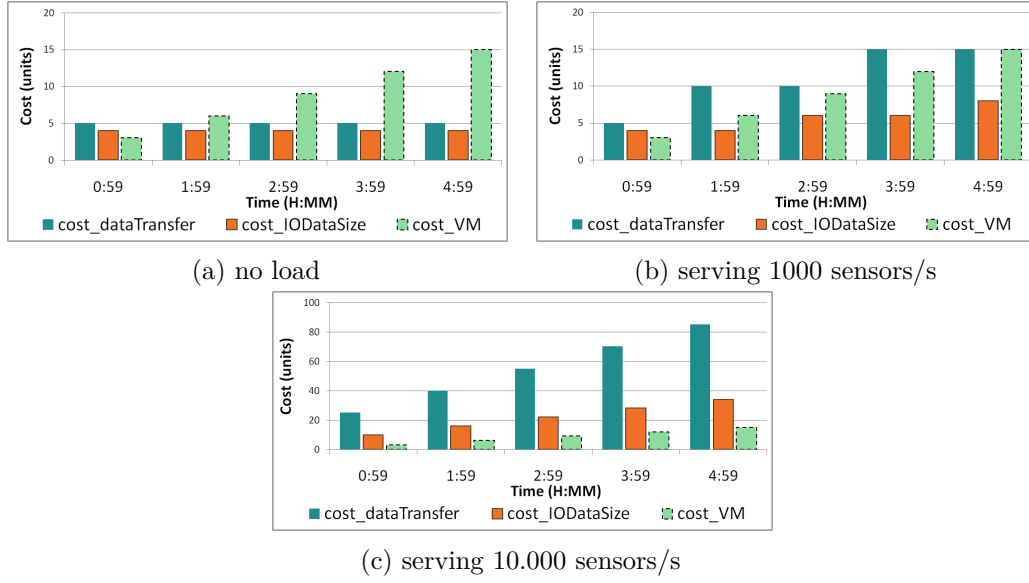 20
15
10
5
0
Cost (units)
0:59 1:59 2:59 3:59 4:59
Time (H:MM)
cost_dataTransfer cost_IODataSize cost_VM
(a) no load
20
15
10
5
0
Cost (units)
0:59 1:59 2:59 3:59 4:59
Time (H:MM)
cost_dataTransfer cost_IODataSize cost_VM
(b) serving 1000 sensors/s
100
80
60
40
20
0
Cost (units)
0:59 1:59 2:59 3:59 4:59
Time (H:MM)
cost_dataTransfer cost_IODataSize cost_VM
(c) serving 10.000 sensors/s